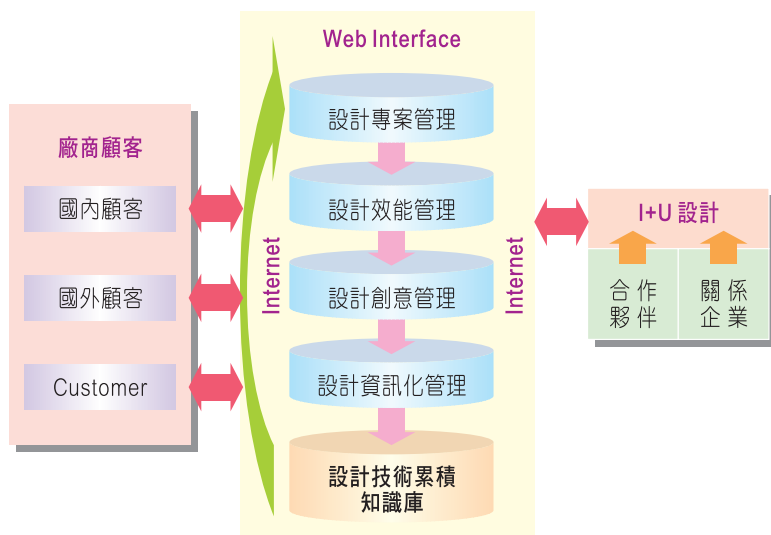 廠商顧客
國內顧客
國外顧客
Customer
Web Interface
Internet
設計專案管理
設計效能管理
設計創意管理
設計資訊化管理
設計技術累積
知識庫
Internet
I+U 設計
合作
夥伴
關係
企業